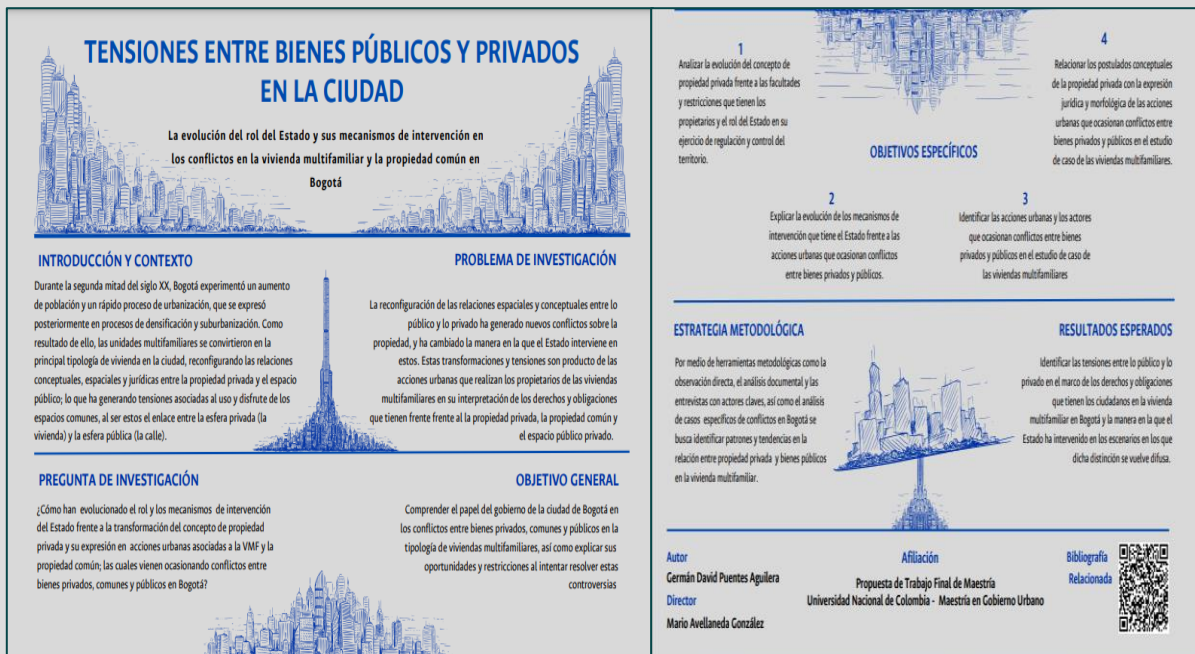 TENSIONES ENTRE BIENES PÚBLICOS Y PRIVADOS
EN LA CIUDAD
La evolución del rol del Estado y sus mecanismos de intervención en
los conflictos en la vivienda multifamiliar y la propiedad común en
Bogotá
INTRODUCCIÓN Y CONTEXTO
Durante la segunda mitad del siglo XX, Bogotá experimentó un aumento
de población y un rápido proceso de urbanización, que se expresó
posteriormente en procesos de densificación y suburbanización. Como
resultado de ello, las unidades multifamiliares se convirtieron en la
principal tipología de vivienda en la ciudad, reconfigurando las relaciones
conceptuales, espaciales y jurídicas entre la propiedad privada y el espacio
público; lo que ha generando tensiones asociadas al uso y disfrute de los
espacios comunes, al ser estos el enlace entre la esfera privada (la
vivienda) y la esfera pública (la calle).
PROBLEMA DE INVESTIGACIÓN
La reconfiguración de las relaciones espaciales y conceptuales entre lo
público y lo privado ha generado nuevos conflictos sobre la
propiedad, y ha cambiado la manera en la que el Estado interviene en
estos. Estas transformaciones y tensiones son producto de las
acciones urbanas que realizan los propietarios de las viviendas
multifamiliares en su interpretación de los derechos y obligaciones
que tienen frente frente al la propiedad privada, la propiedad común y
el espacio público privado.
PREGUNTA DE INVESTIGACIÓN
¿Cómo han evolucionado el rol y los mecanismos de intervención
del Estado frente a la transformación del concepto de propiedad
privada y su expresión en acciones urbanas asociadas a la VMF y la
propiedad común; las cuales vienen ocasionando conflictos entre
bienes privados, comunes y públicos en Bogotá?
OBJETIVO GENERAL
Comprender el papel del gobierno de la ciudad de Bogotá en
los conflictos entre bienes privados, comunes y públicos en la
tipología de viviendas multifamiliares, así como explicar sus
oportunidades y restricciones al intentar resolver estas
controversias
OBJETIVOS ESPECÍFICOS
1
Analizar la evolución del concepto de
propiedad privada frente a las facultades
y restricciones que tienen los
propietarios y el rol del Estado en su
ejercicio de regulación y control del
territorio.
2
Explicar la evolución de los mecanismos de
intervención que tiene el Estado frente a las
acciones urbanas que ocasionan conflictos
entre bienes privados y públicos.
3
Identificar las acciones urbanas y los actores
que ocasionan conflictos entre bienes
privados y públicos en el estudio de caso de
las viviendas multifamiliares
4
Relacionar los postulados conceptuales
de la propiedad privada con la expresión
jurídica y morfológica de las acciones
urbanas que ocasionan conflictos entre
bienes privados y públicos en el estudio
de caso de las viviendas multifamiliares.
ESTRATEGIA METODOLÓGICA
Por medio de herramientas metodológicas como la
observación directa, el análisis documental y las
entrevistas con actores claves, así como el análisis
de casos específicos de conflictos en Bogotá se
busca identificar patrones y tendencias en la
relación entre propiedad privada y bienes públicos
en la vivienda multifamiliar.
RESULTADOS ESPERADOS
Identificar las tensiones entre lo público y lo
privado en el marco de los derechos y obligaciones
que tienen los ciudadanos en la vivienda
multifamiliar en Bogotá y la manera en la que el
Estado ha intervenido en los escenarios en los que
dicha distinción se vuelve difusa.
Autor
Germán David Puentes Aguilera
Director
Mario Avellaneda González
Afiliación
Propuesta de Trabajo Final de Maestría
Universidad Nacional de Colombia - Maestría en Gobierno Urbano
Bibliografía
Relacionada